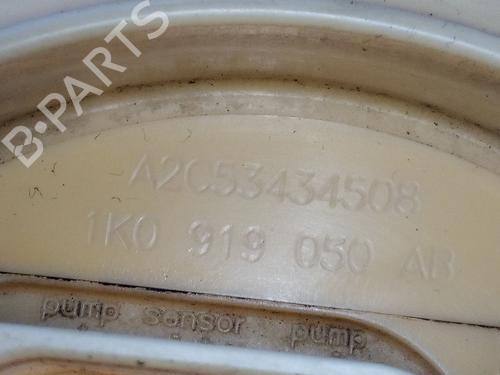 B-PARTS
A2C53434508
1K0 919 050 AB
pump sensor pump